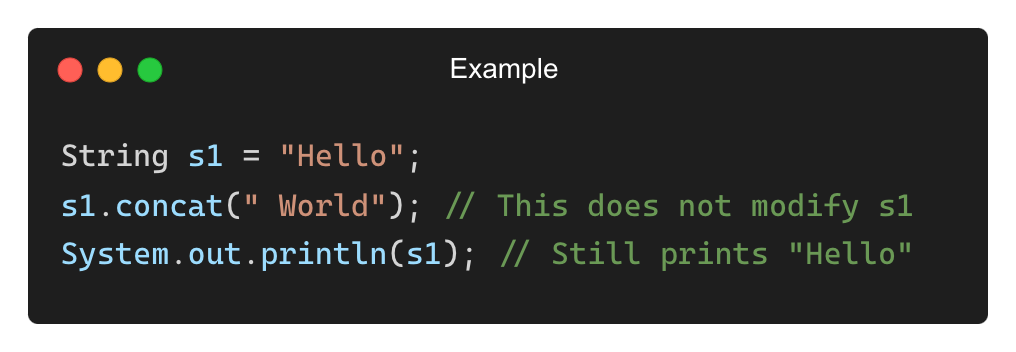 Example
String s1 = "Hello";
s1.concat(" World"); // This does not modify s1
System.out.println(s1); // Still prints "Hello"